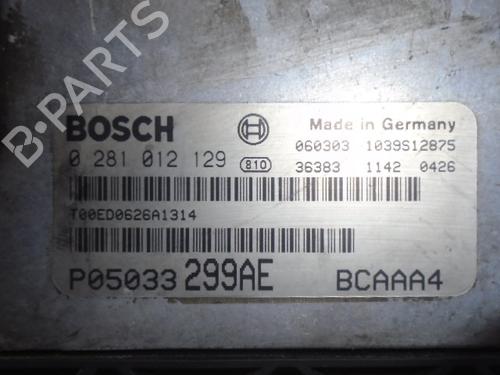 BOSCH Made in Germany
0 281 012 129 810 060303 1039S12875
36383 1142 0426
T00ED0626A1314
P05033 299AE BCAAA4
B-PARTS